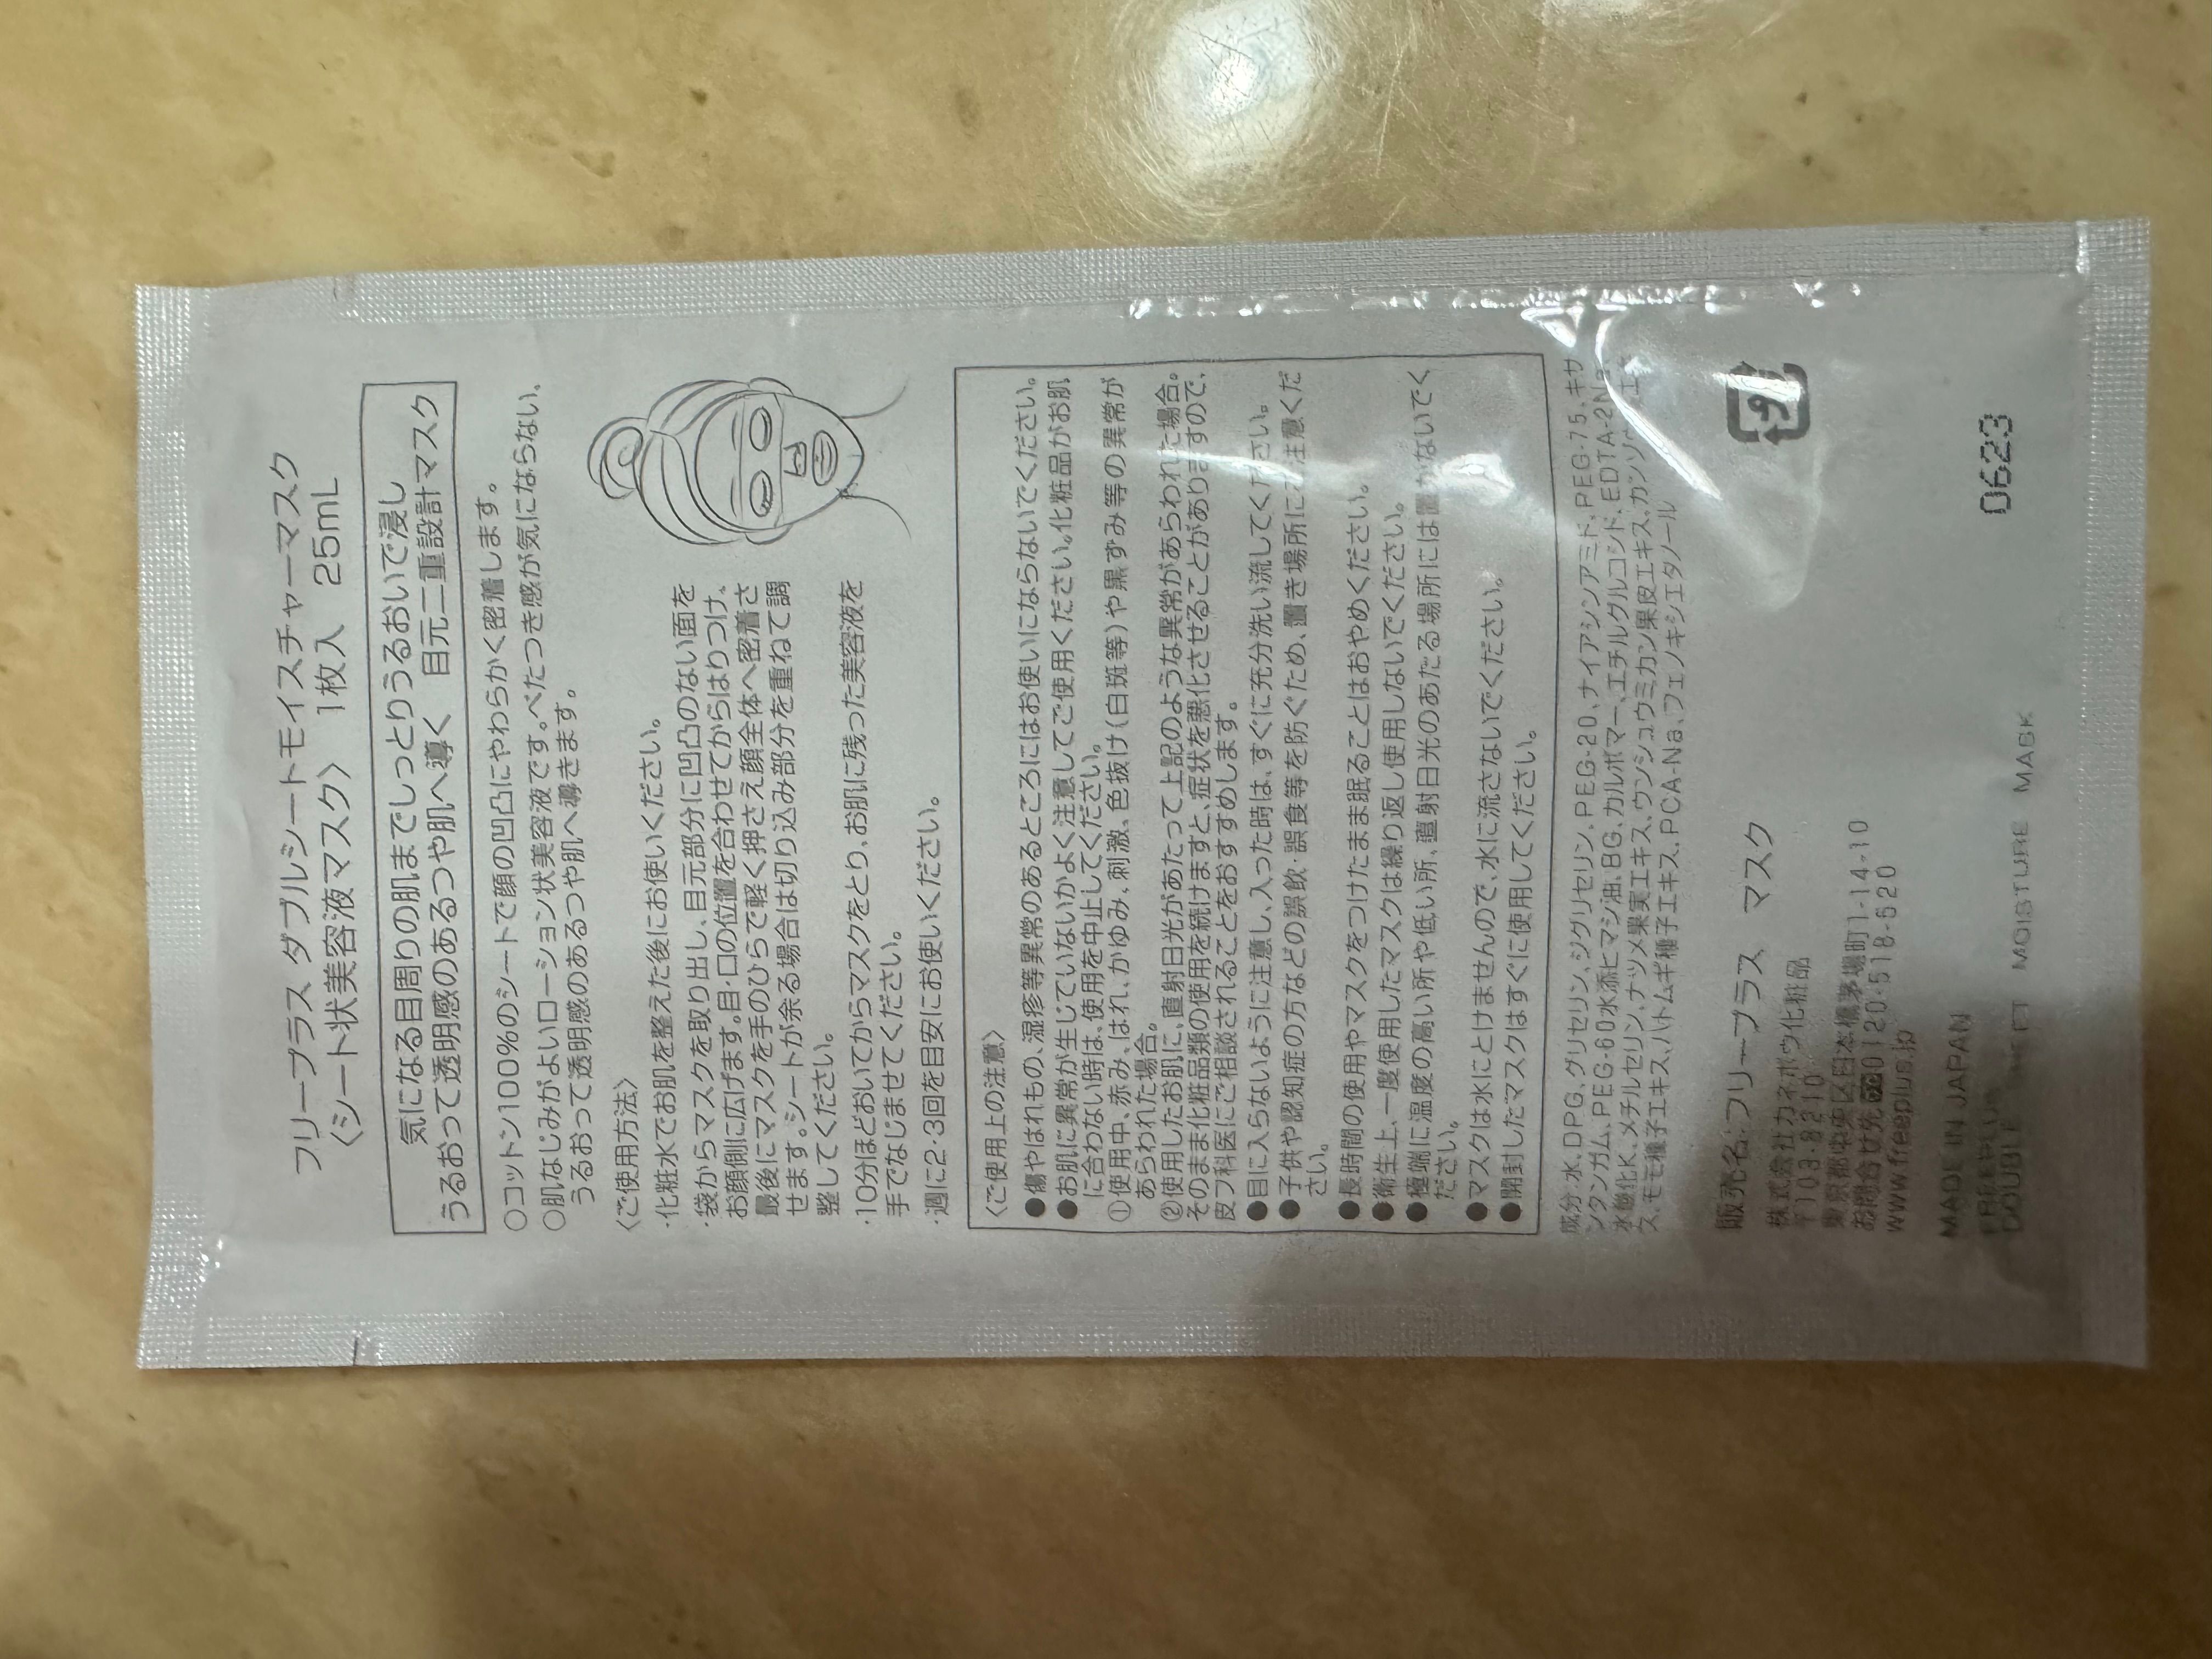 フリープラス ダブルシートモイスチャーマスク
〈シート状美容液マスク〉 1枚入 25mL
気になる目周りの肌までしっとりうるおいで浸し
うるおって透明感のあるつや肌へ導く 目元二重設計マスク
○コットン100%のシートで顔の凹凸にやわらかく密着します。
○肌なじみがよいローション状美容液です。べたつき感が気にならない、
うるおって透明感のあるつや肌へ導きます。
〈ご使用方法〉
・化粧水でお肌を整えた後にお使いください。
・袋からマスクを取り出し、目元部分に凹凸のない面を
お顔側に広げます。目・口の位置を合わせてからはりつけ、
最後にマスクを手のひらで軽く押さえ顔全体へ密着さ
せます。シートが余る場合は切り込み部分を重ねて調
整してください。
・10分ほどおいてからマスクをとり、お肌に残った美容液を
手でなじませてください。
・週に2・3回を目安にお使いください。
〈ご使用上の注意〉
●傷やはれもの、湿疹等異常のあるところにはお使いにならないでください。
●お肌に異常が生じていないかよく注意してご使用ください。化粧品がお肌
に合わない時は、使用を中止してください。
①使用中、赤み、はれ、かゆみ、刺激、色抜け(白斑等)や黒ずみ等の異常が
あらわれた場合。
②使用したお肌に、直射日光があたって上記のような異常があらわれた場合。
そのまま化粧品類の使用を続けますと、症状を悪化させることがありますので、
皮フ科医にご相談されることをおすすめします。
●目に入らないように注意し、入った時は、すぐに充分洗い流してください。
●子供や認知症の方などの誤飲・誤食等を防ぐため、置き場所にご注意くだ
さい。
●長時間の使用やマスクをつけたまま眠ることはおやめください。
●衛生上、一度使用したマスクは繰り返し使用しないでください。
●極端に温度の高い所や低い所、直射日光のあたる場所には置かないでく
ださい。
●マスクは水にとけませんので、水に流さないでください。
●開封したマスクはすぐに使用してください。
成分:水、DPG、グリセリン、ジグリセリン、PEG-20、ナイアシンアミド、PEG-75、キサ
ンタンガム、PEG-60水添ヒマシ油、BG、カルボマー、エチルグルコシド、EDTA-2Na、
水酸化K、メチルセリン、ナツメ果実エキス、ウンシュウミカン果皮エキス、カンゾ
ス、モモ種子エキス、ハトムギ種子エキス、PCA-Na、フェノキシエタノール
販売名:フリープラス マスク
株式会社カネボウ化粧品
〒103-8210
東京都中央区日本橋茅場町1-14-10
お問合せ先 0120-518-520
www.freeplus.jp
MADE IN JAPAN
FREEPLUS
DOUBLE SHEET MOISTURE MASK
プラ
0623